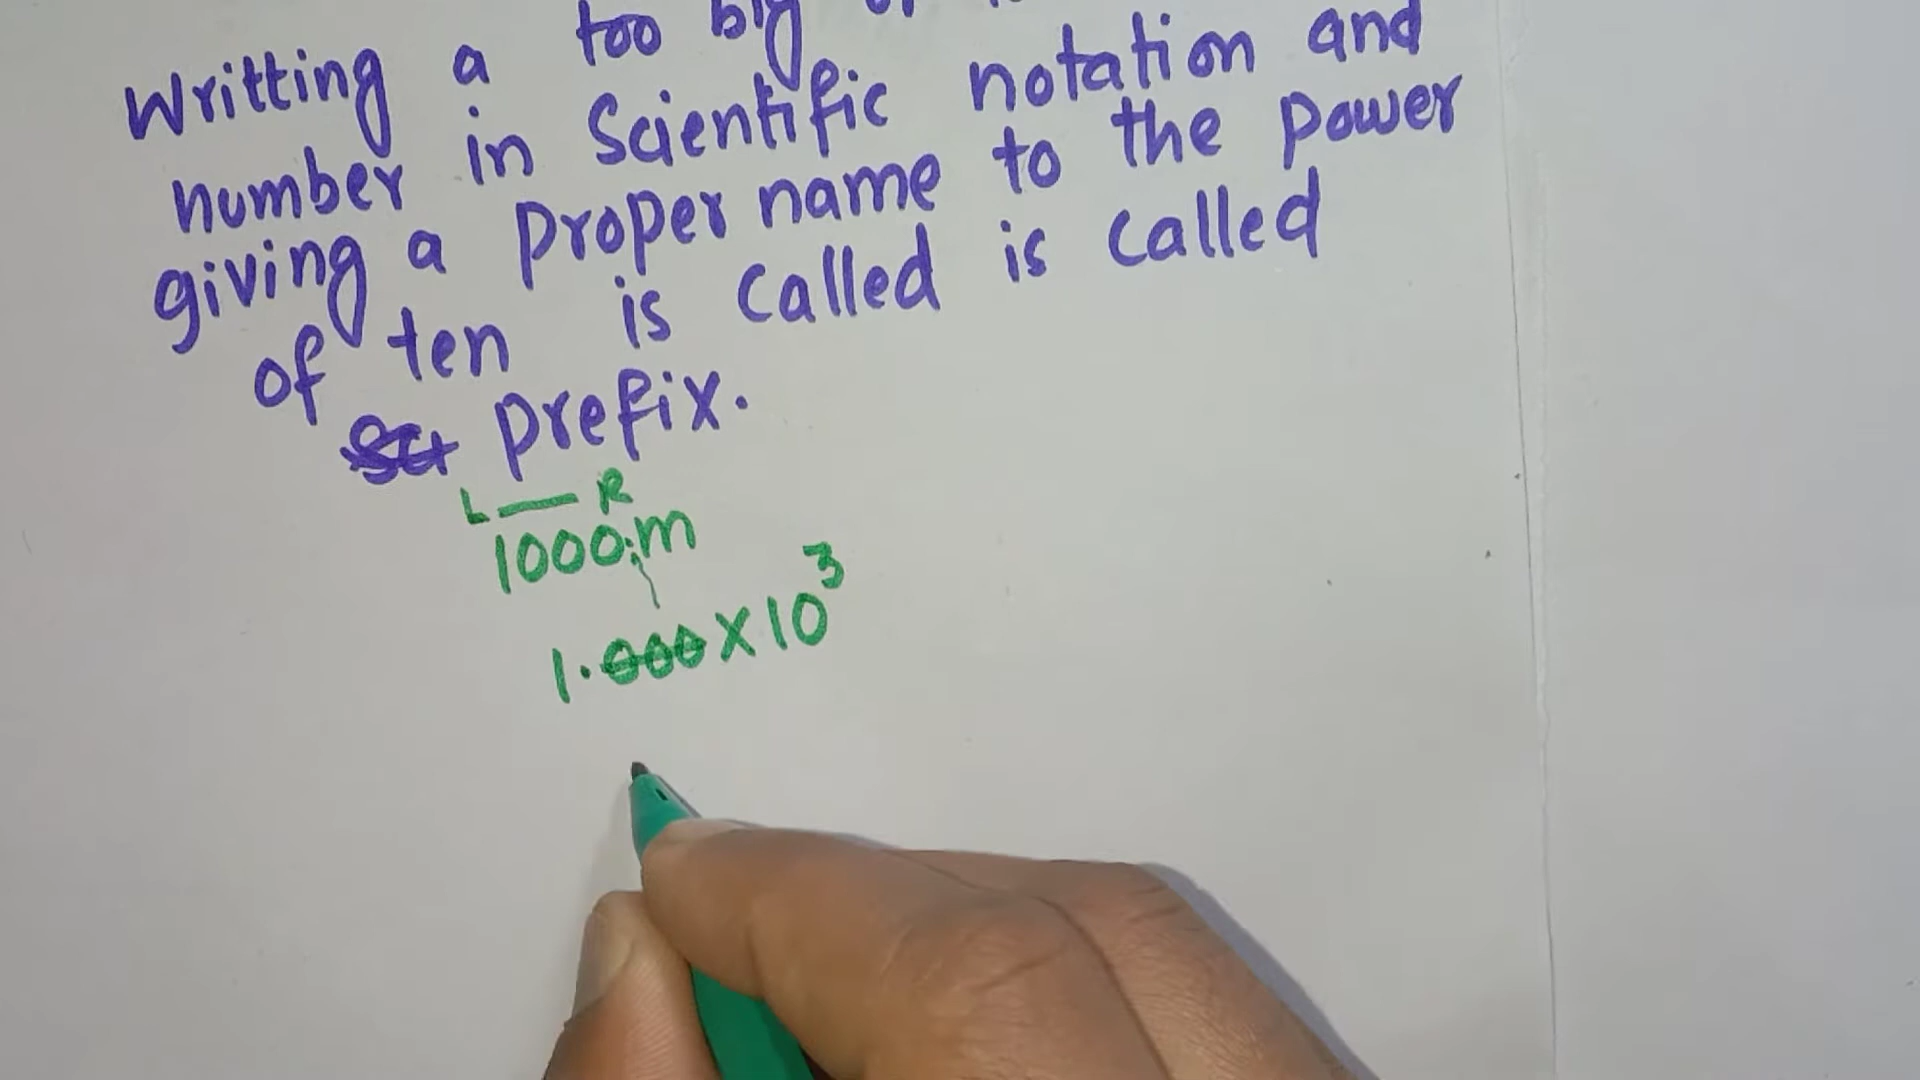 Writting a too big
number in Scientific notation and
giving a Proper name to the Power
of ten is called is called
Prefix.
L R
1000.m
1.000 X 10³